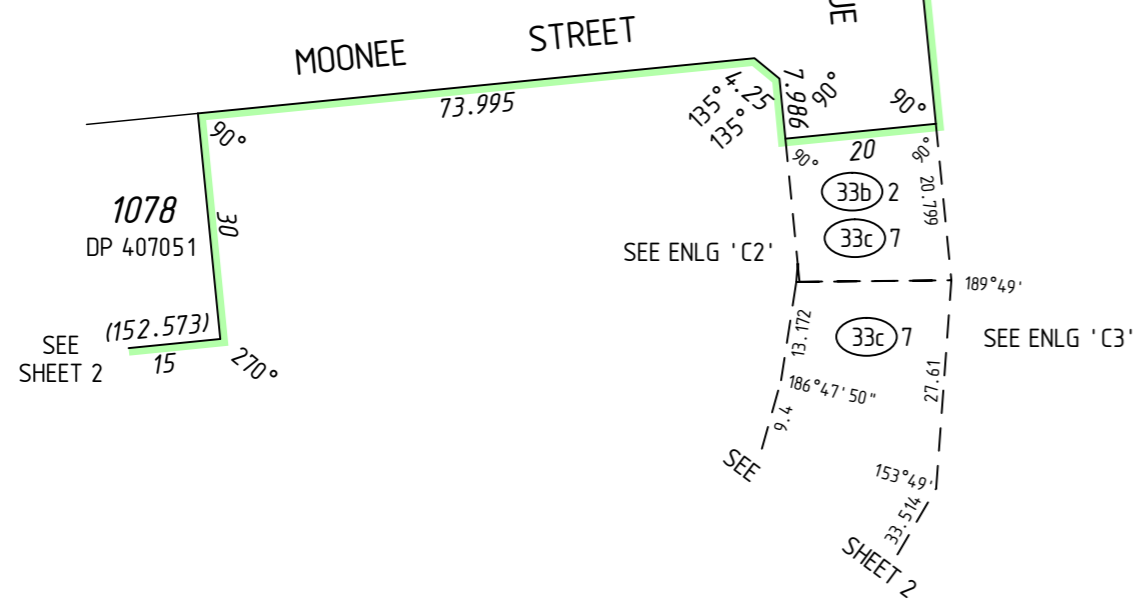 MOONEE STREET
UE
73.995
135°
4.25
135°
7.986
90°
90°
90°
20
90°
90°
1078
DP 407051
30
33b 2
20.799
33c 7
SEE ENLG 'C2'
189°49'
(152.573)
SEE
SHEET 2
15
270°
13.172
33c 7
SEE ENLG 'C3'
27.61
186°47'50"
9.4
SEE
153°49'
33.514
SHEET 2